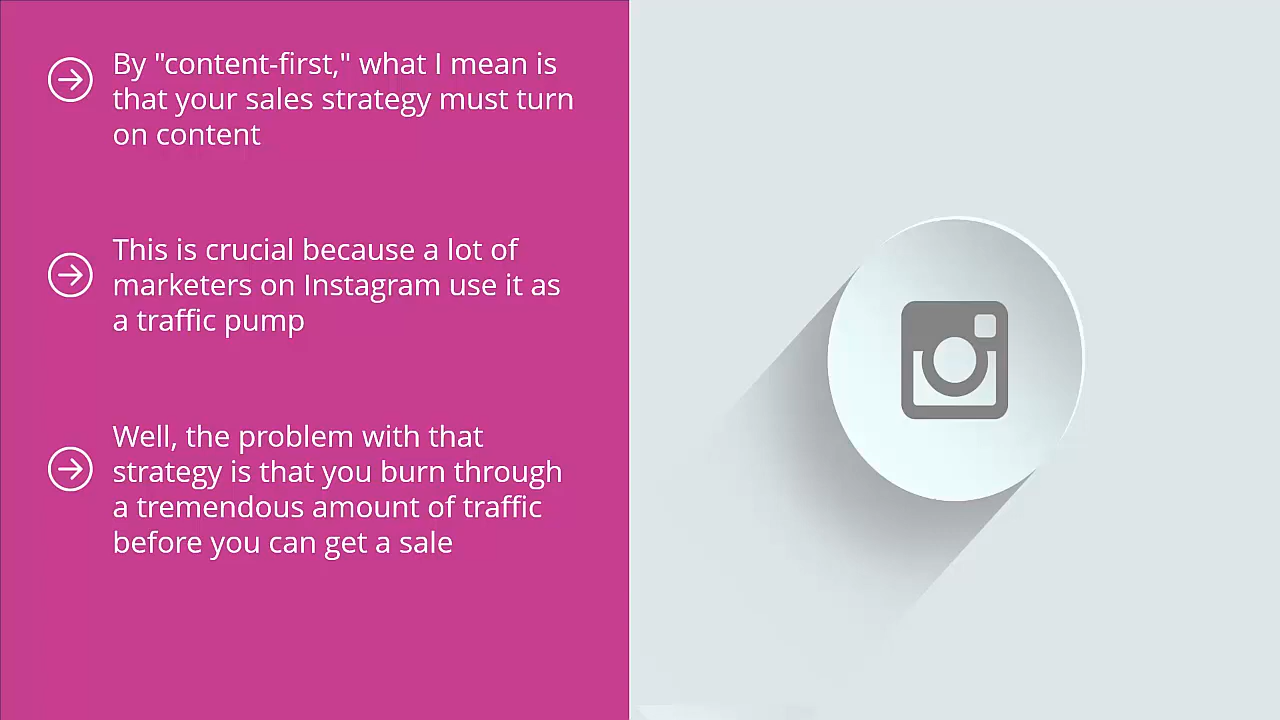 By "content-first," what I mean is
that your sales strategy must turn
on content
This is crucial because a lot of
marketers on Instagram use it as
a traffic pump
Well, the problem with that
strategy is that you burn through
a tremendous amount of traffic
before you can get a sale